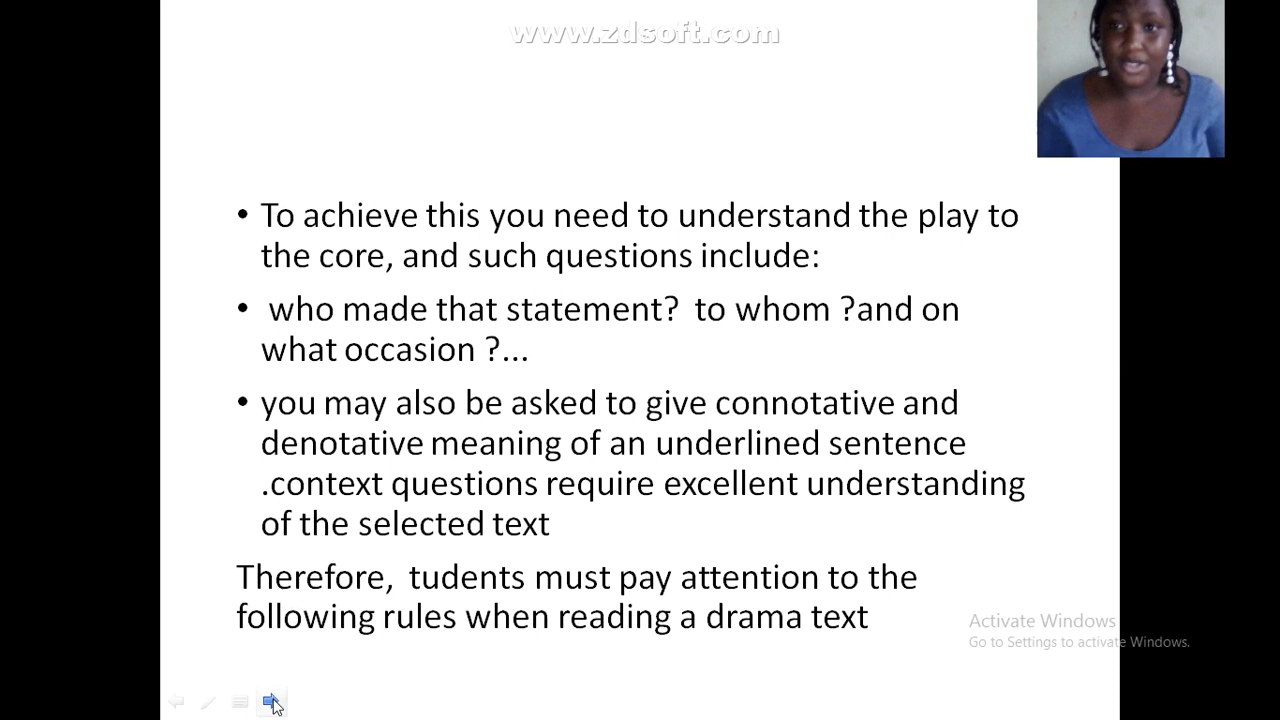 www.zdsoft.com
• To achieve this you need to understand the play to
the core, and such questions include:
• who made that statement?  to whom ?and on
what occasion ?...
• you may also be asked to give connotative and
denotative meaning of an underlined sentence
.context questions require excellent understanding
of the selected text
Therefore,  tudents must pay attention to the
following rules when reading a drama text
Activate Windows
Go to Settings to activate Windows.